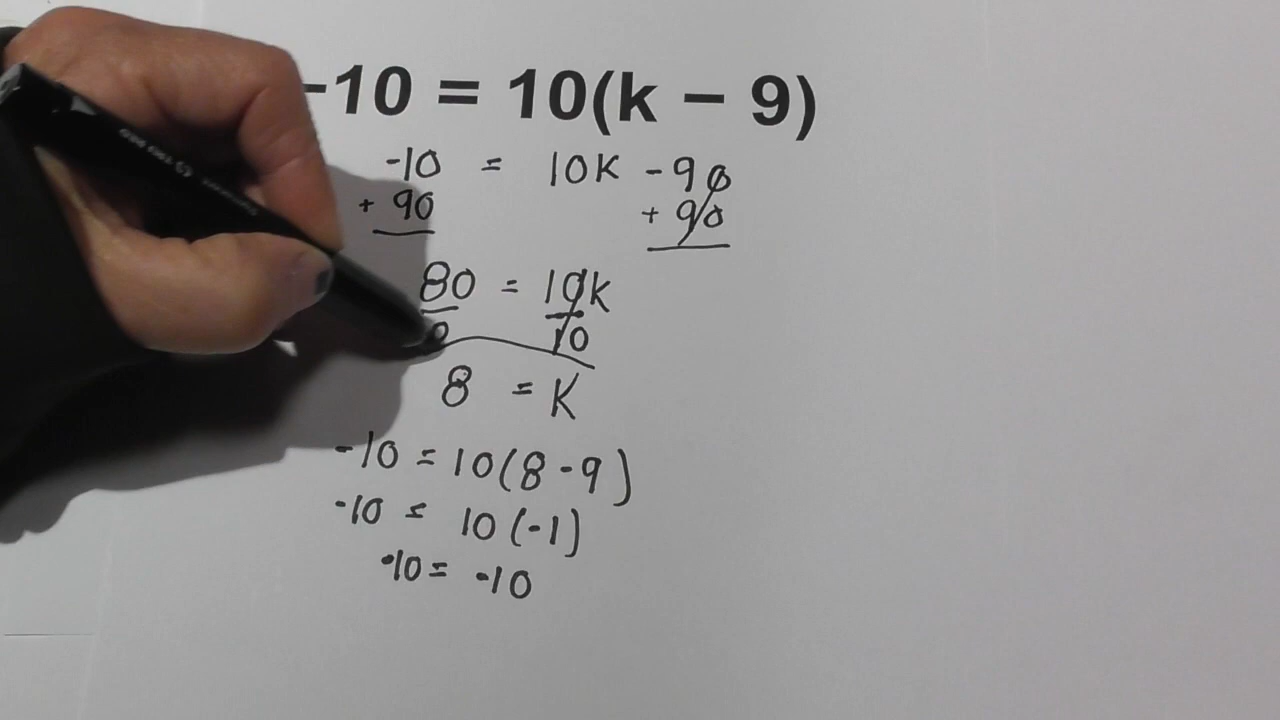 -10 = 10(k – 9)
-10 = 10K - 90
+ 90 + 90
80 = 10k
0 10
8 = K
-10 = 10(8 - 9)
-10 = 10(-1)
-10 = -10